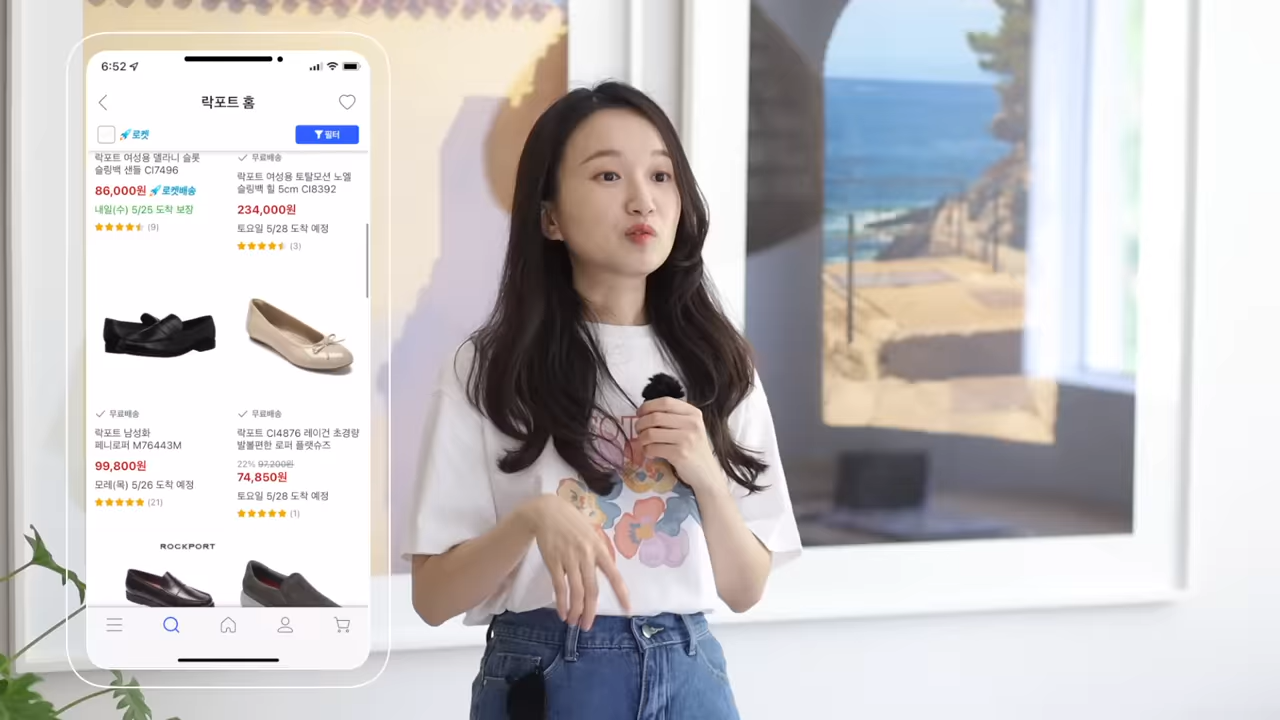 6:52
락포트 홈
로켓
필터
락포트 여성용 델라니 슬롯
슬링백 샌들 CI7496
86,000원 로켓배송
내일(수) 5/25 도착 보장
(9)
무료배송
락포트 여성용 토탈모션 노엘
슬링백 힐 5cm CI8392
234,000원
토요일 5/28 도착 예정
(3)
무료배송
락포트 남성화
페니로퍼 M76443M
99,800원
모레(목) 5/26 도착 예정
(21)
무료배송
락포트 CI4876 레이건 초경량
발볼편한 로퍼 플랫슈즈
22% 97,200원
74,850원
토요일 5/28 도착 예정
(1)
ROCKPORT